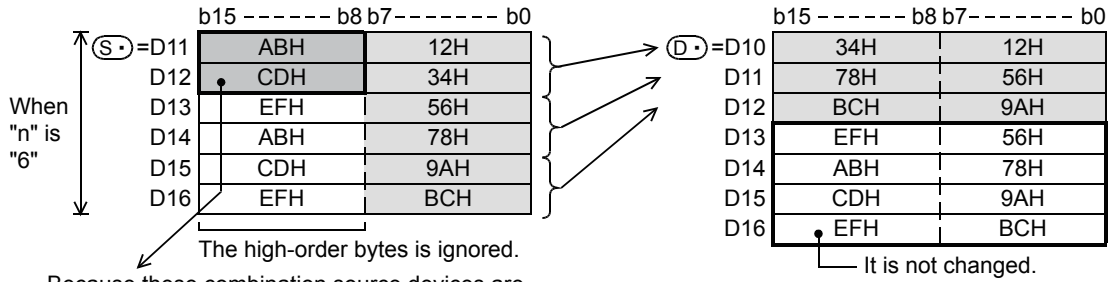 b15 ------ b8 b7------- b0
S· =D11 ABH 12H
D12 CDH 34H
D13 EFH 56H
D14 ABH 78H
D15 CDH 9AH
D16 EFH BCH
When
"n" is
"6"
The high-order bytes is ignored.
Because these combination source devices are
b15 ------ b8 b7------- b0
D· =D10 34H 12H
D11 78H 56H
D12 BCH 9AH
D13 EFH 56H
D14 ABH 78H
D15 CDH 9AH
D16 EFH BCH
It is not changed.